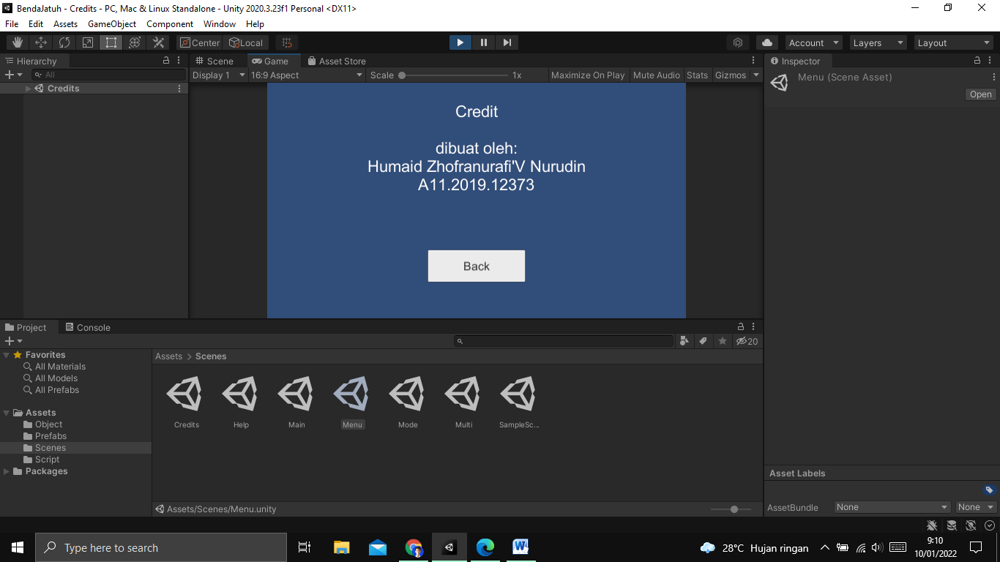 BendaJatuh - Credits - PC, Mac & Linux Standalone - Unity 2020.3.23f1 Personal <DX11>
File Edit Assets GameObject Component Window Help
Center Local Account Layers Layout
Hierarchy
All
Credits
Scene Game Asset Store
Display 1 16:9 Aspect Scale 1x Maximize On Play Mute Audio Stats Gizmos
Credit
dibuat oleh:
Humaid Zhofranurafi'V Nurudin
A11.2019.12373
Back
Inspector
Menu (Scene Asset)
Open
Project Console
20
Favorites
All Materials
All Models
All Prefabs
Assets
Object
Prefabs
Scenes
Script
Packages
Assets > Scenes
Credits Help Main Menu Mode Multi SampleSc...
Assets/Scenes/Menu.unity
Asset Labels
AssetBundle None None
Type here to search
28°C Hujan ringan
9:10
10/01/2022